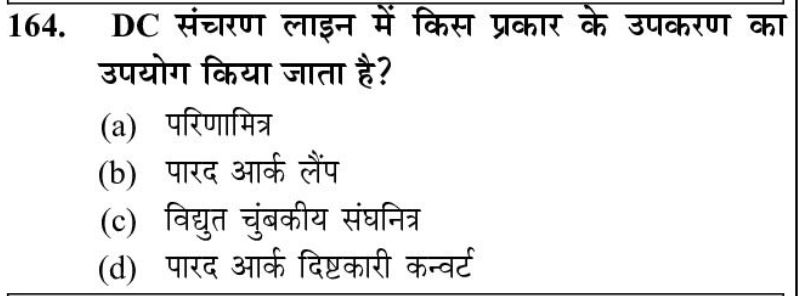 164. DC संचरण लाइन में किस प्रकार के उपकरण का
उपयोग किया जाता है?
(a) परिणामित्र
(b) पारद आर्क लैंप
(c) विद्युत चुंबकीय संघनित्र
(d) पारद आर्क दिष्टकारी कन्वर्ट